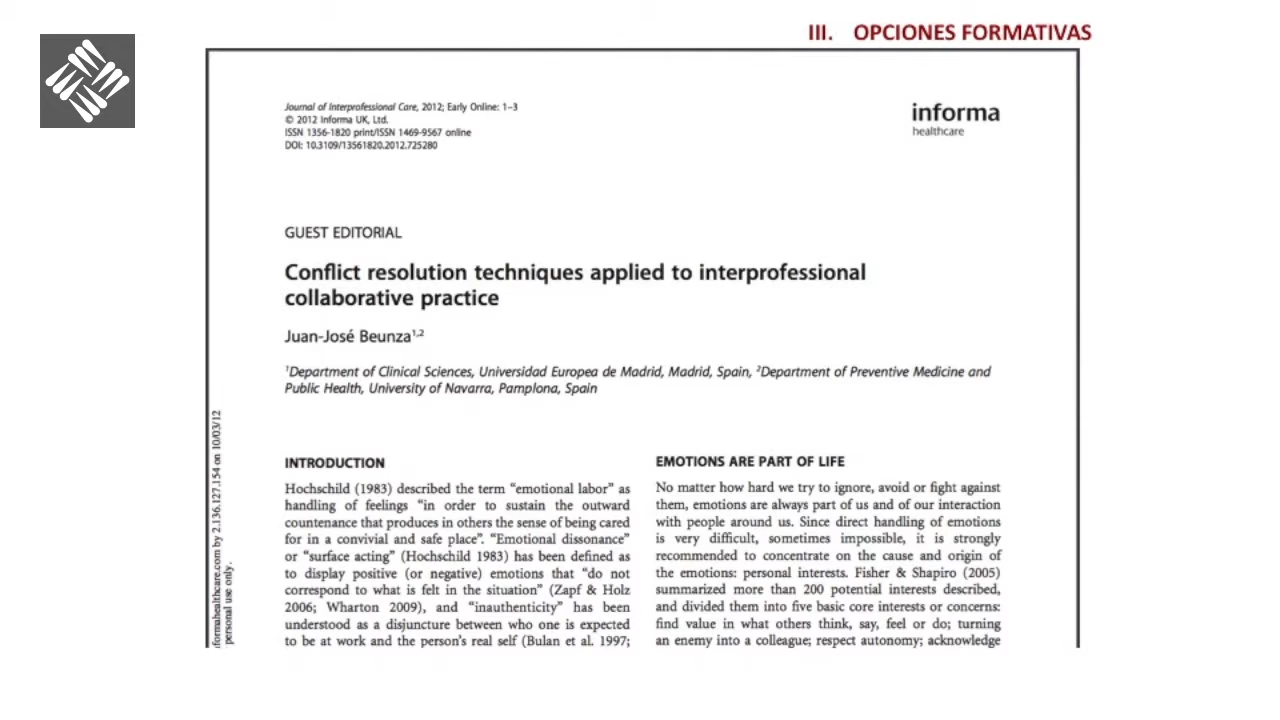 III. OPCIONES FORMATIVAS
Journal of Interprofessional Care, 2012; Early Online: 1–3
© 2012 Informa UK, Ltd.
ISSN 1356-1820 print/ISSN 1469-9567 online
DOI: 10.3109/13561820.2012.725280
informa
healthcare
GUEST EDITORIAL
Conflict resolution techniques applied to interprofessional
collaborative practice
Juan-José Beunza1,2
1Department of Clinical Sciences, Universidad Europea de Madrid, Madrid, Spain, 2Department of Preventive Medicine and
Public Health, University of Navarra, Pamplona, Spain
INTRODUCTION
Hochschild (1983) described the term “emotional labor” as
handling of feelings “in order to sustain the outward
countenance that produces in others the sense of being cared
for in a convivial and safe place”. “Emotional dissonance”
or “surface acting” (Hochschild 1983) has been defined as
to display positive (or negative) emotions that “do not
correspond to what is felt in the situation” (Zapf & Holz
2006; Wharton 2009), and “inauthenticity” has been
understood as a disjuncture between who one is expected
to be at work and the person’s real self (Bulan et al. 1997;
EMOTIONS ARE PART OF LIFE
No matter how hard we try to ignore, avoid or fight against
them, emotions are always part of us and of our interaction
with people around us. Since direct handling of emotions
is very difficult, sometimes impossible, it is strongly
recommended to concentrate on the cause and origin of
the emotions: personal interests. Fisher & Shapiro (2005)
summarized more than 200 potential interests described,
and divided them into five basic core interests or concerns:
find value in what others think, say, feel or do; turning
an enemy into a colleague; respect autonomy; acknowledge
formahealthcare.com by 2.136.127.154 on 10/03/12
personal use only.